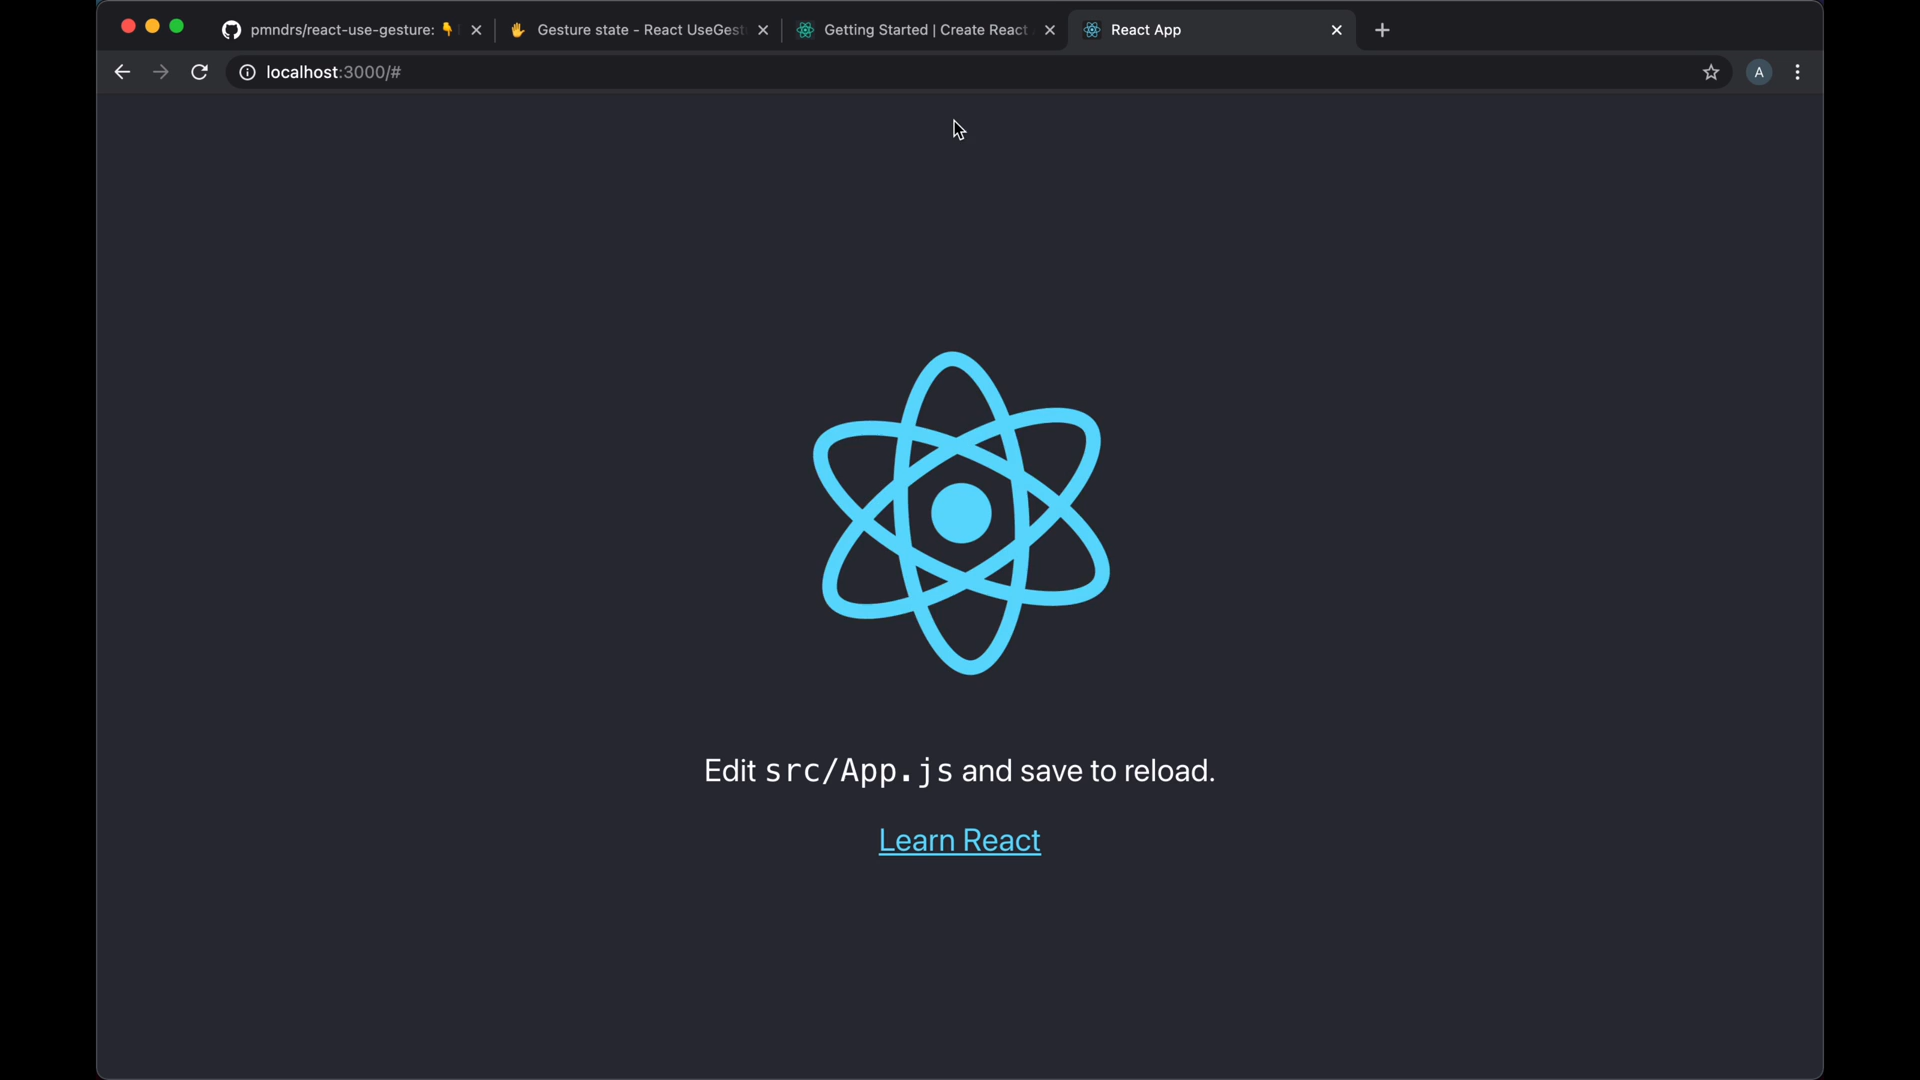 pmndrs/react-use-gesture: 👇
Gesture state - React UseGest
Getting Started | Create React
React App
localhost:3000/#
A
Edit src/App.js and save to reload.
Learn React